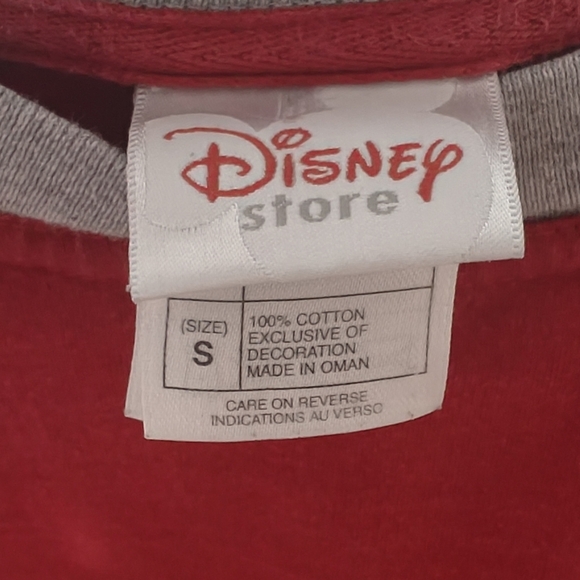 Disney
store
(SIZE)
S
100% COTTON
EXCLUSIVE OF
DECORATION
MADE IN OMAN
CARE ON REVERSE
INDICATIONS AU VERSO